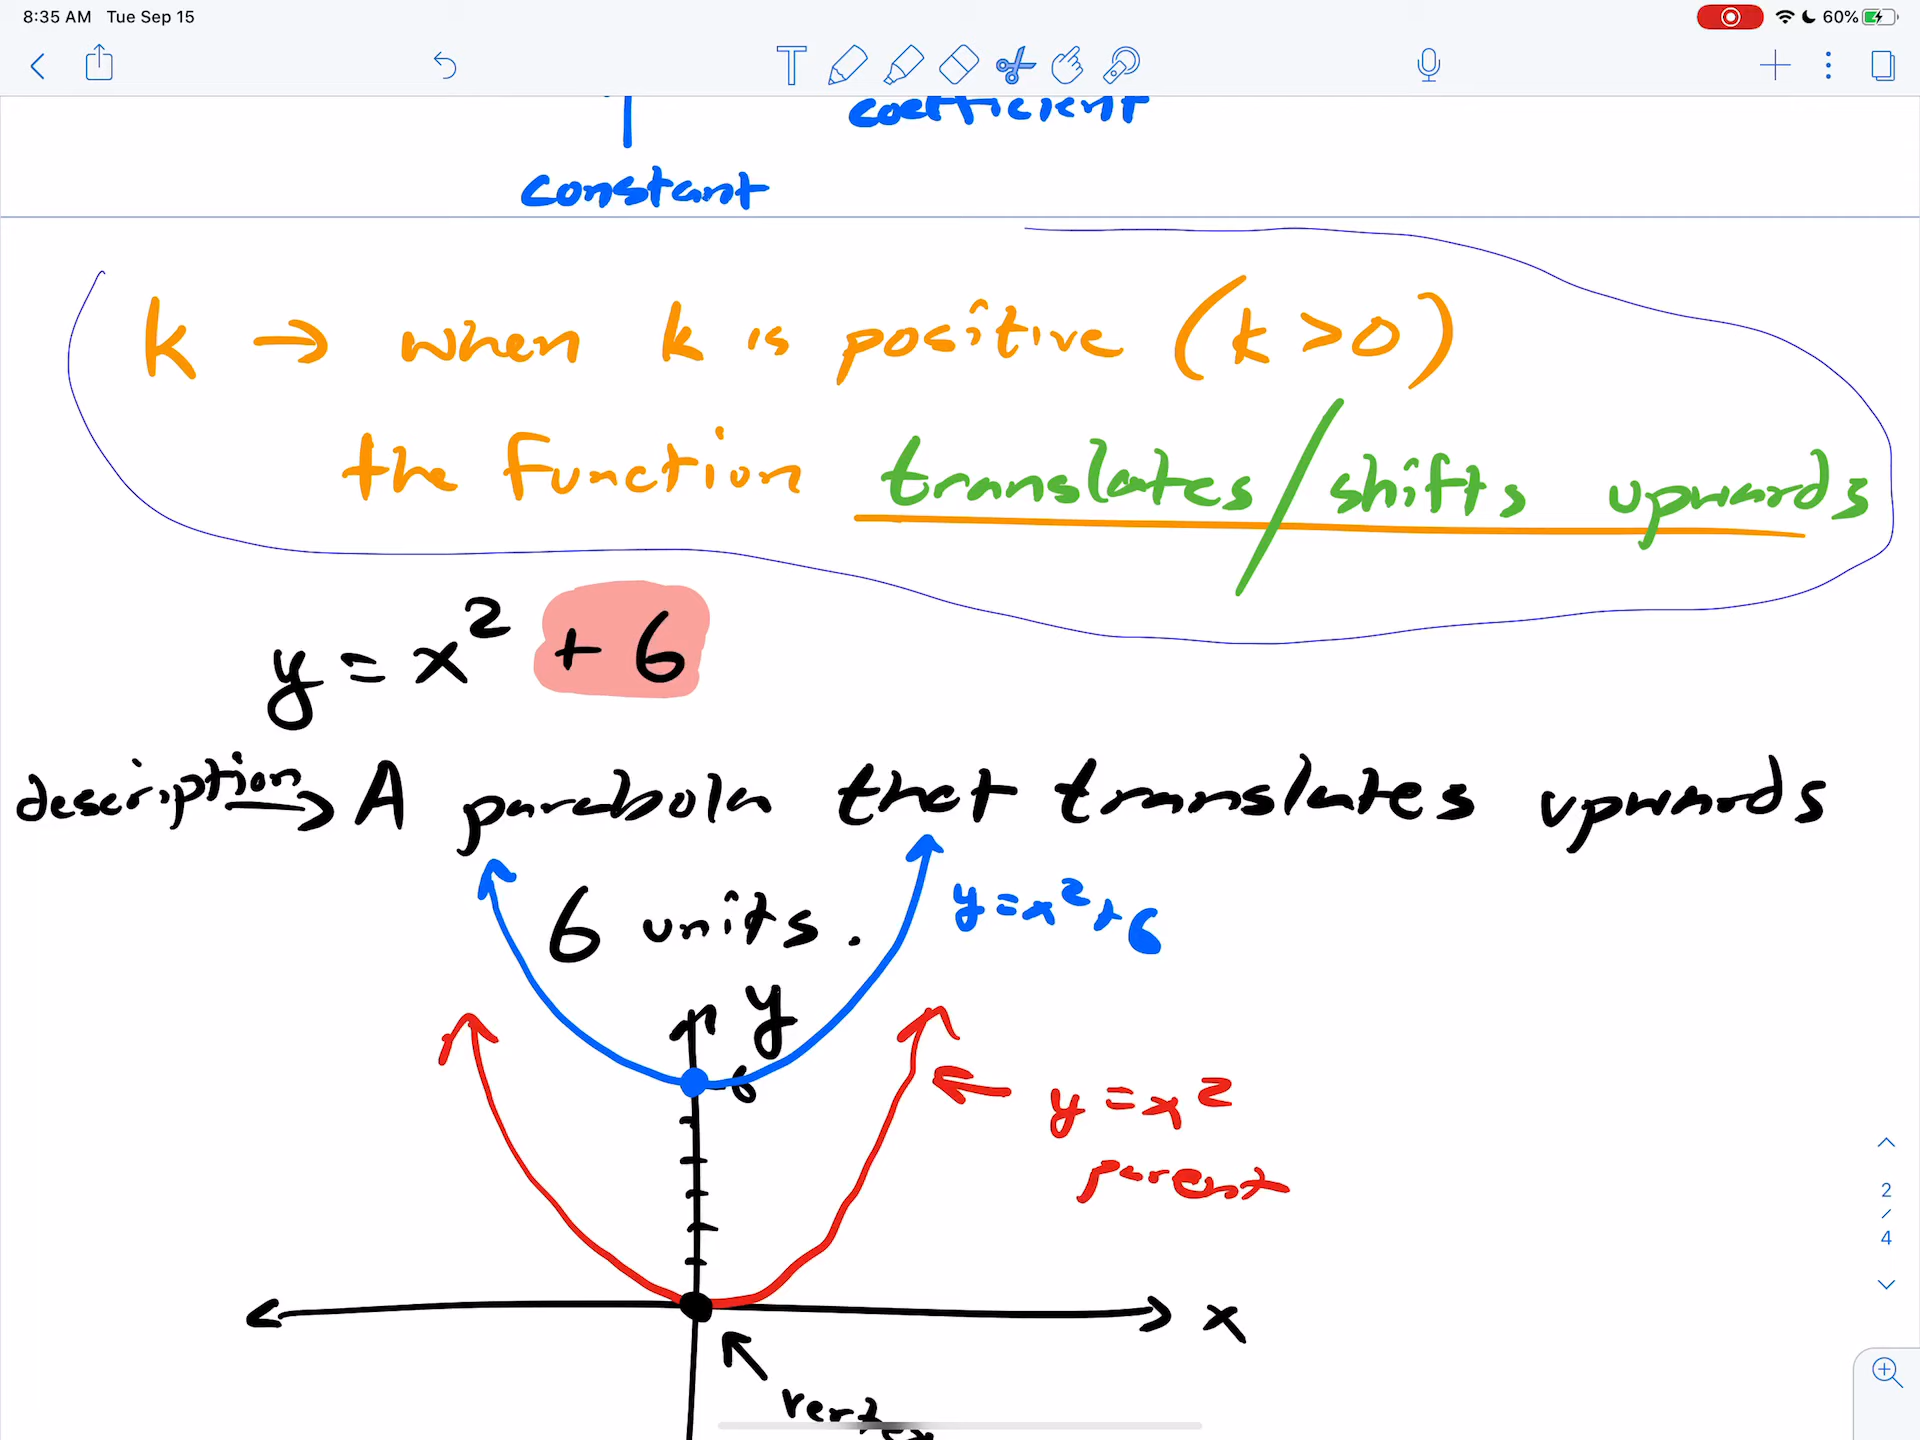 8:35 AM Tue Sep 15
60%
coefficient
constant
k → when k is positive (k > 0)
the function translates/shifts upwards
y = x² + 6
description → A parabola that translates upwards
6 units.
y = x² + 6
y
6
y = x²
parent
x
vertex
2
/
4